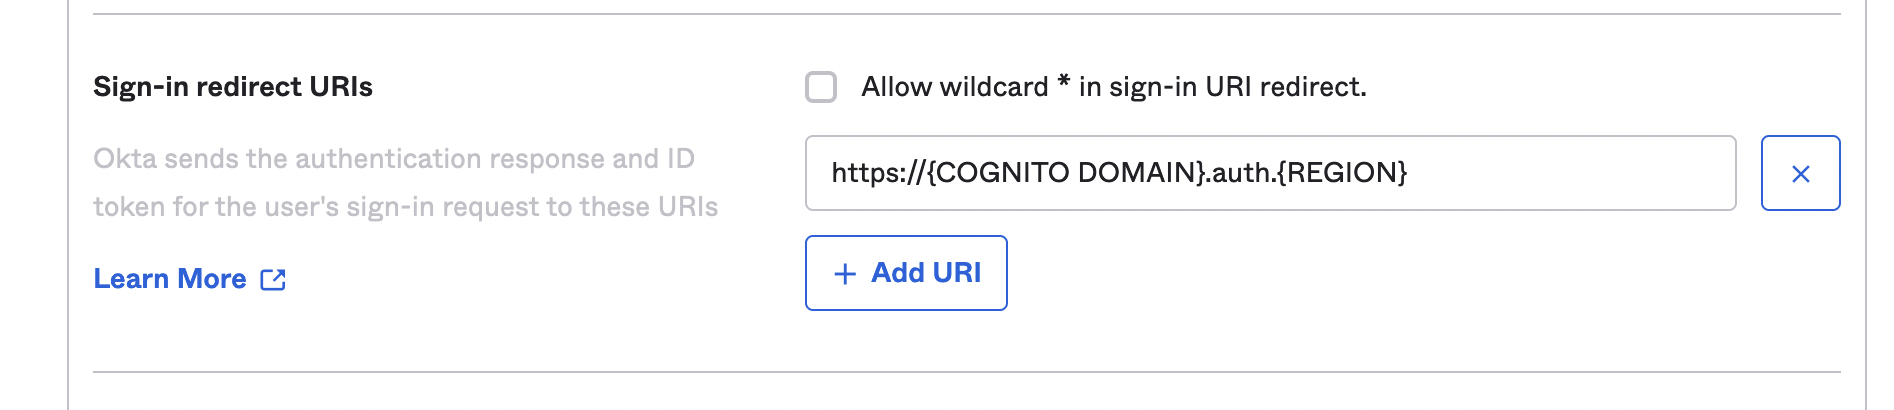 Sign-in redirect URIs
Allow wildcard * in sign-in URI redirect.
Okta sends the authentication response and ID
token for the user's sign-in request to these URIs
https://{COGNITO DOMAIN}.auth.{REGION}
Learn More
+ Add URI